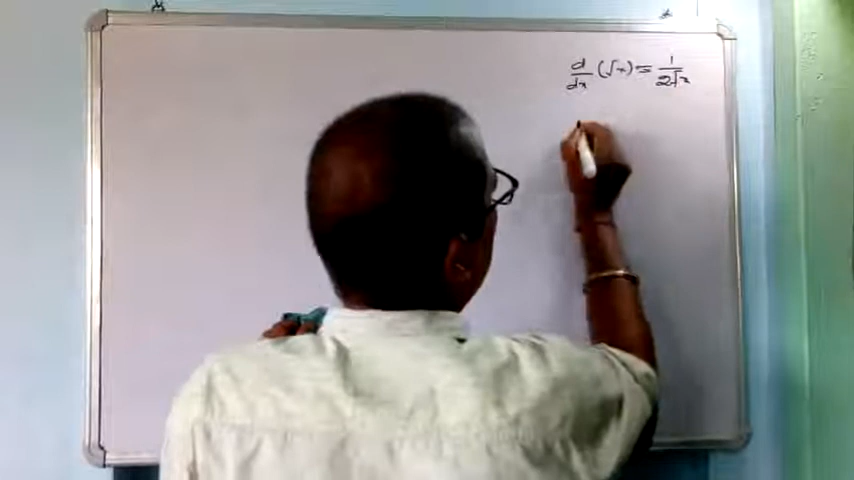 d/dx (√x) = 1/2√x